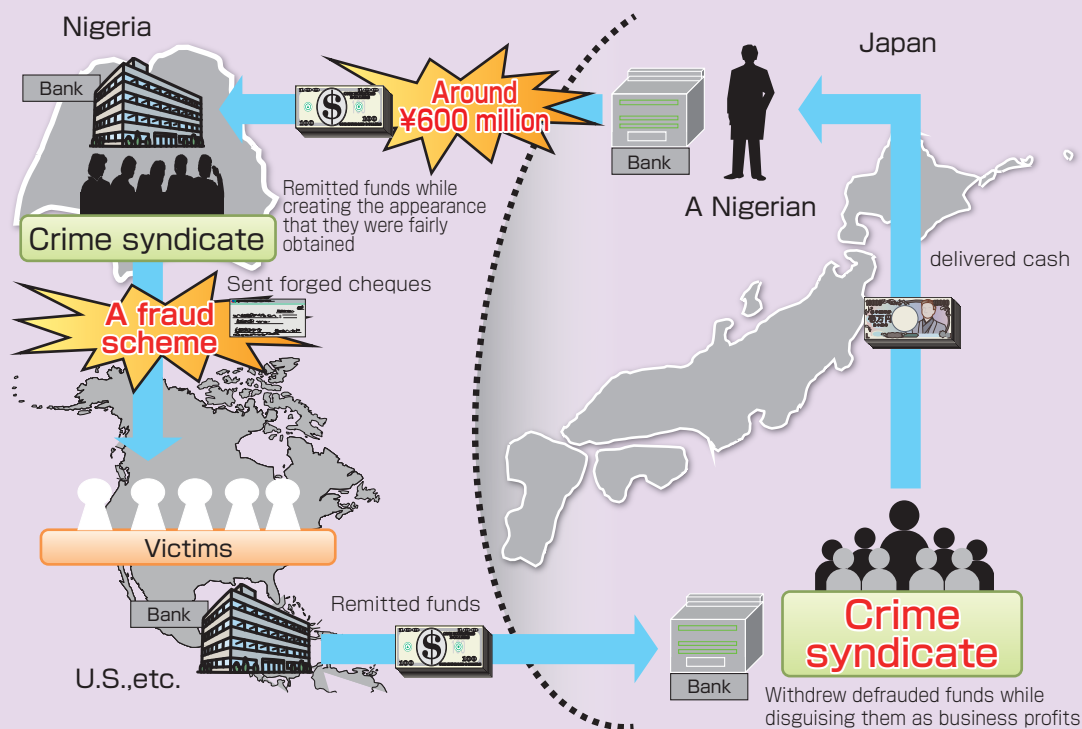 Nigeria
Bank
Around
¥600 million
Bank
Japan
A Nigerian
Remitted funds while
creating the appearance
that they were fairly
obtained
Crime syndicate
Sent forged cheques
A fraud
scheme
delivered cash
Victims
Bank
U.S.,etc.
Remitted funds
Bank
Crime
syndicate
Withdrew defrauded funds while
disguising them as business profits